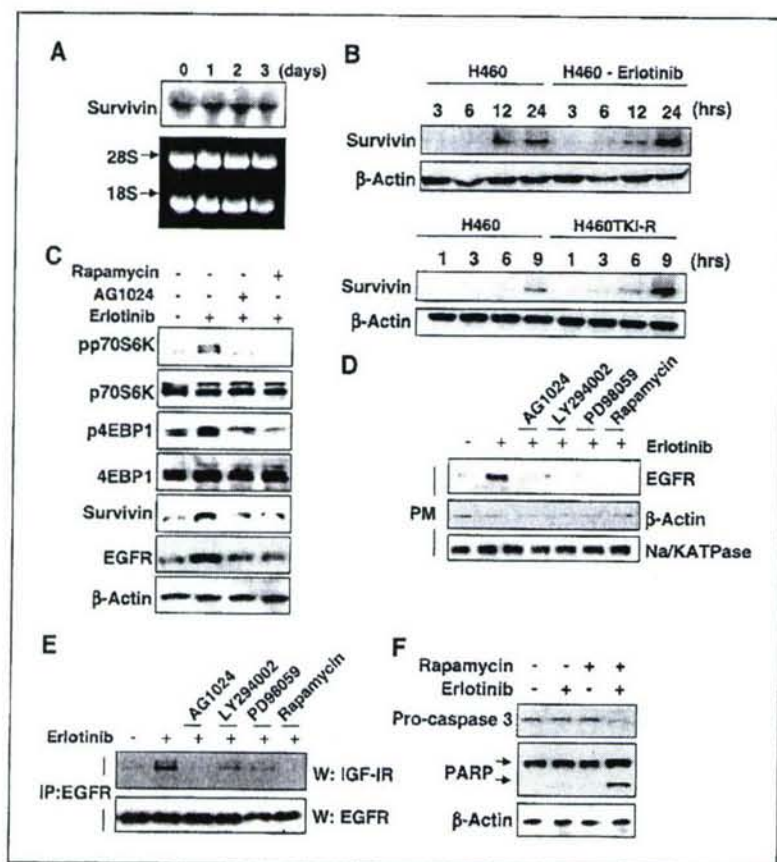 A
0 1 2 3 (days)
Survivin
28S
18S
B
H460 H460 - Erlotinib
3 6 12 24 3 6 12 24 (hrs)
Survivin
β-Actin
H460 H460TKI-R
1 3 6 9 1 3 6 9 (hrs)
Survivin
β-Actin
C
Rapamycin - - - +
AG1024 - - + -
Erlotinib - + + +
pp70S6K
p70S6K
p4EBP1
4EBP1
Survivin
EGFR
β-Actin
D
AG1024 LY294002 PD98059 Rapamycin
- + + + + + Erlotinib
PM
EGFR
β-Actin
Na/KATPase
E
AG1024 LY294002 PD98059 Rapamycin
Erlotinib - + + + + +
IP:EGFR
W: IGF-IR
W: EGFR
F
Rapamycin - - + +
Erlotinib - + - +
Pro-caspase 3
PARP
β-Actin